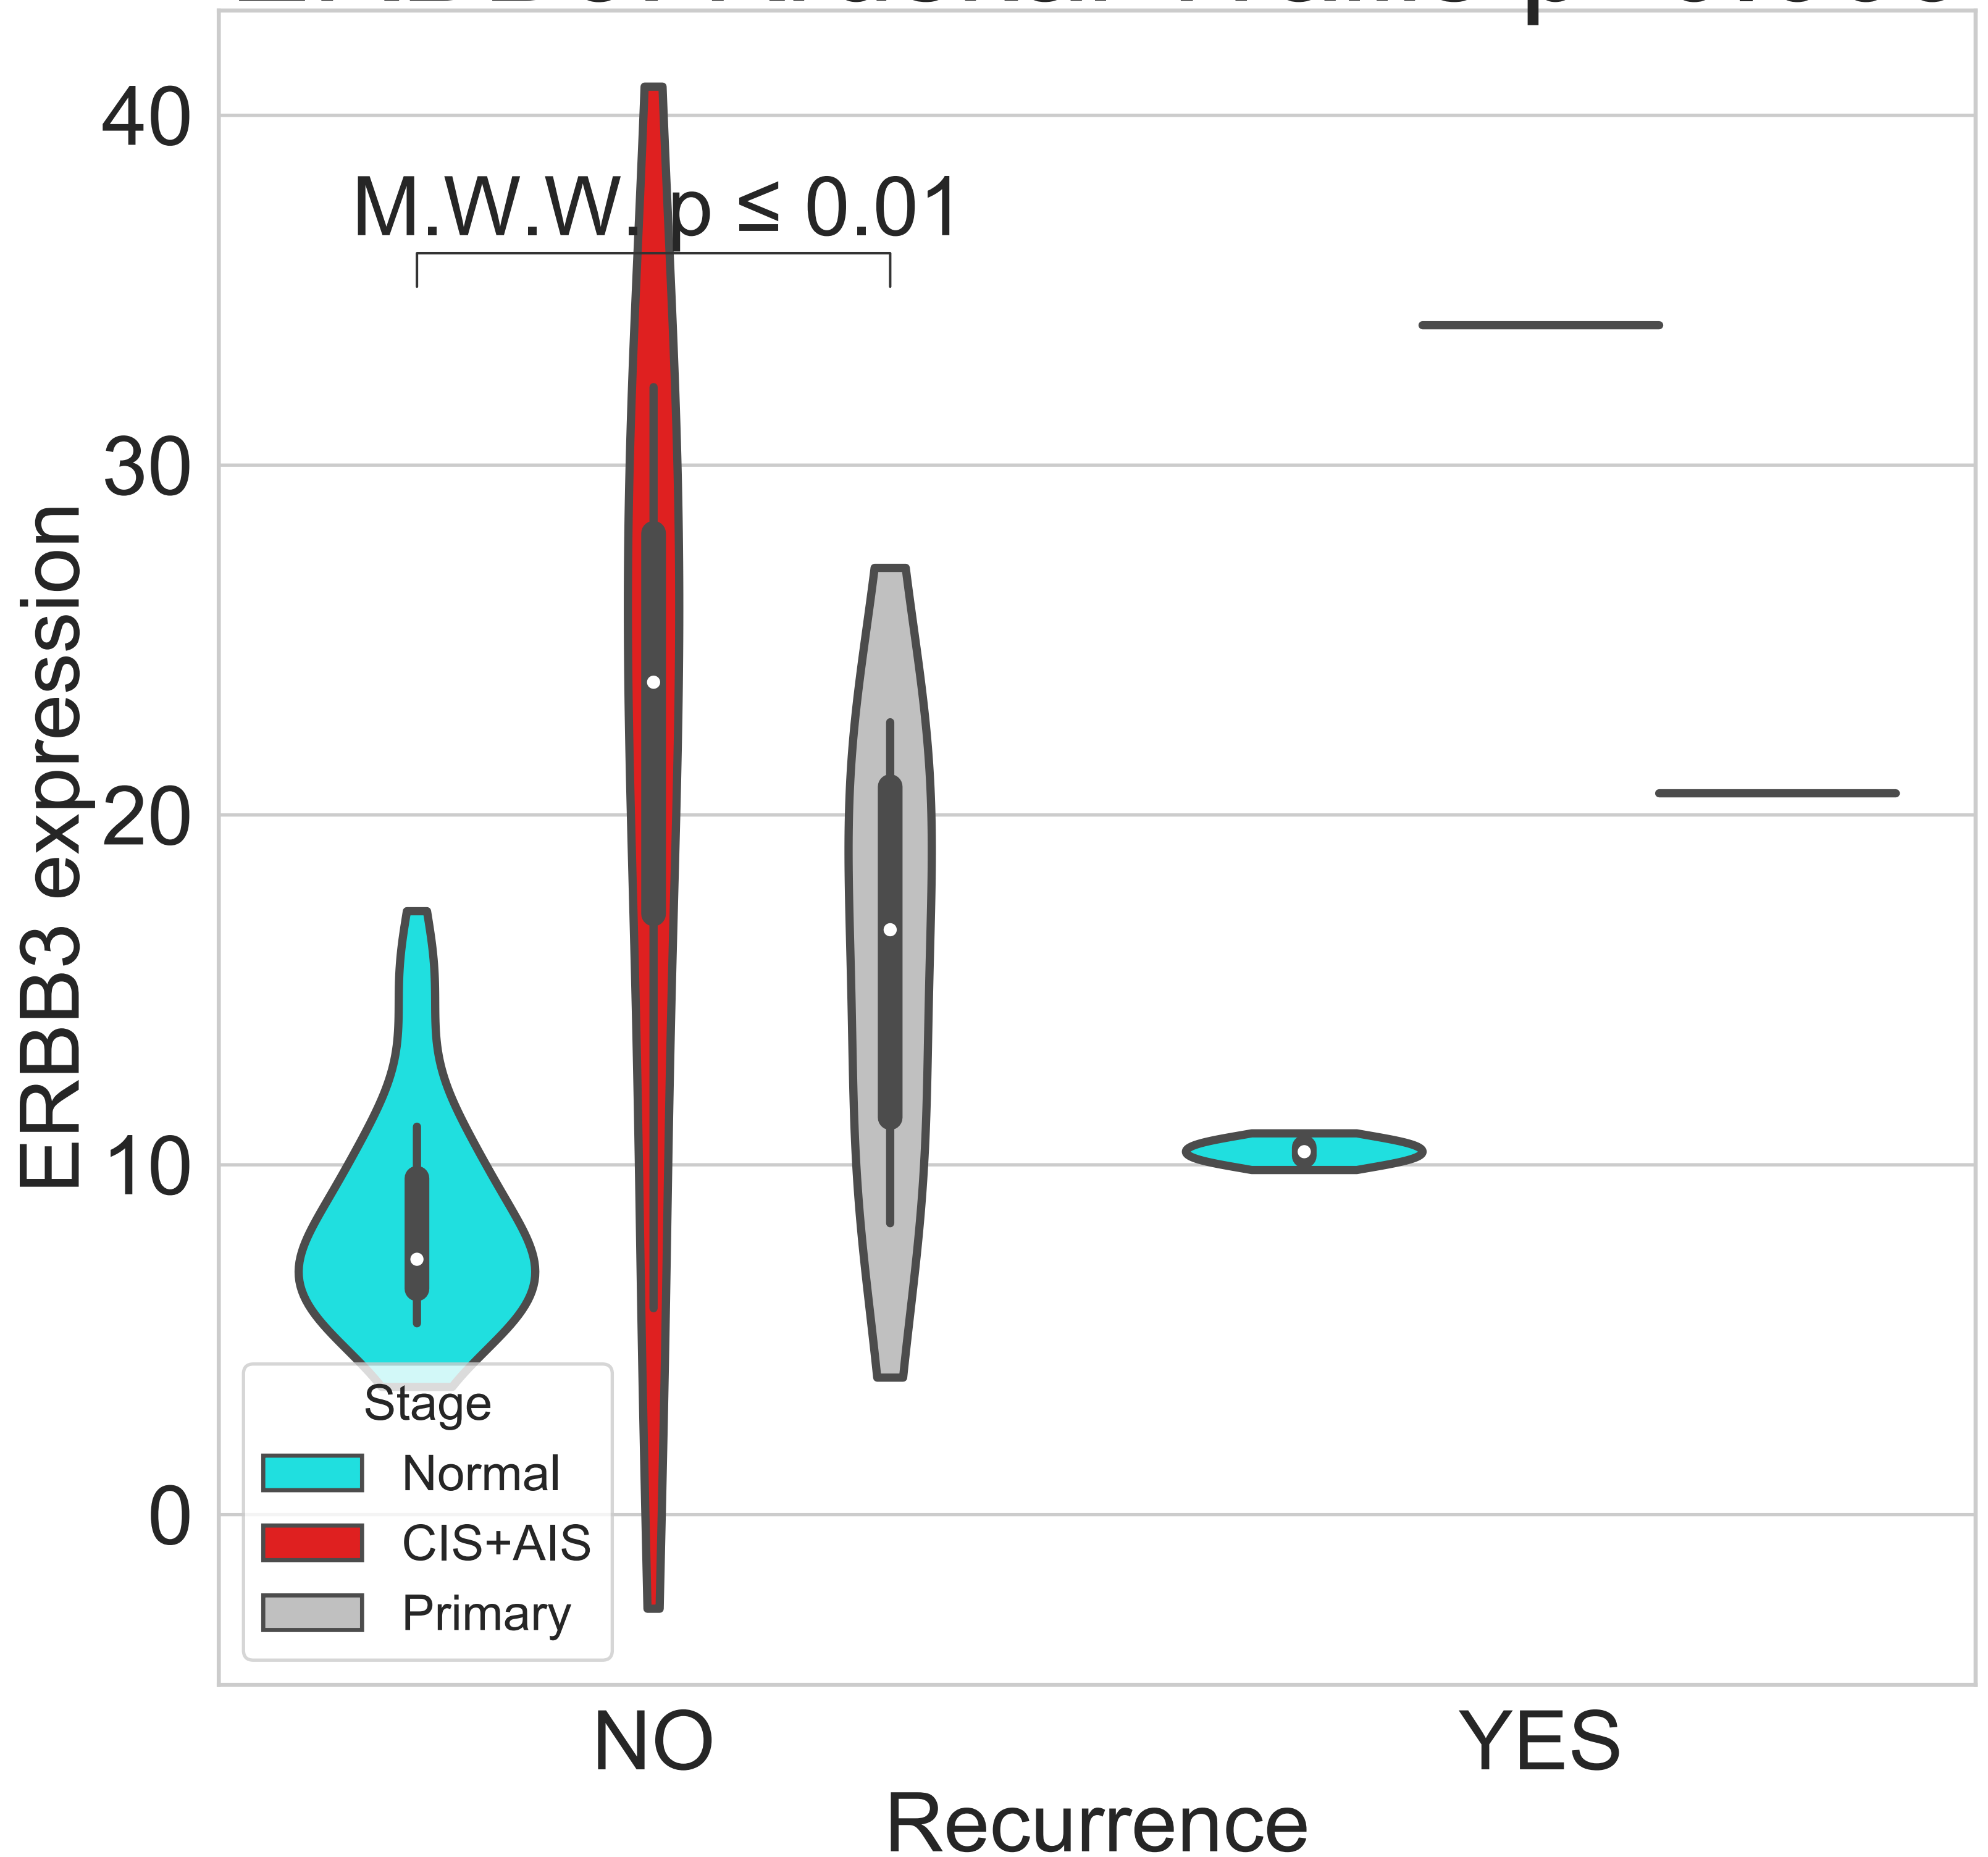 40
M.W.W. p ≤ 0.01
30
20
10
0
ERBB3 expression
Stage
Normal
CIS+AIS
Primary
NO
YES
Recurrence